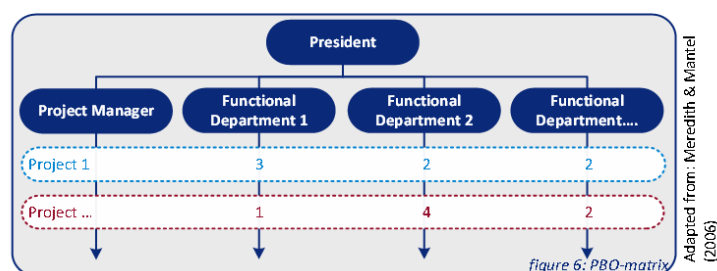 President
Project Manager
Functional
Department 1
Functional
Department 2
Functional
Department....
Project 1 3 2 2
Project ... 1 4 2
figure 6: PBO-matrix
Adapted from: Meredith & Mantel
(2006)